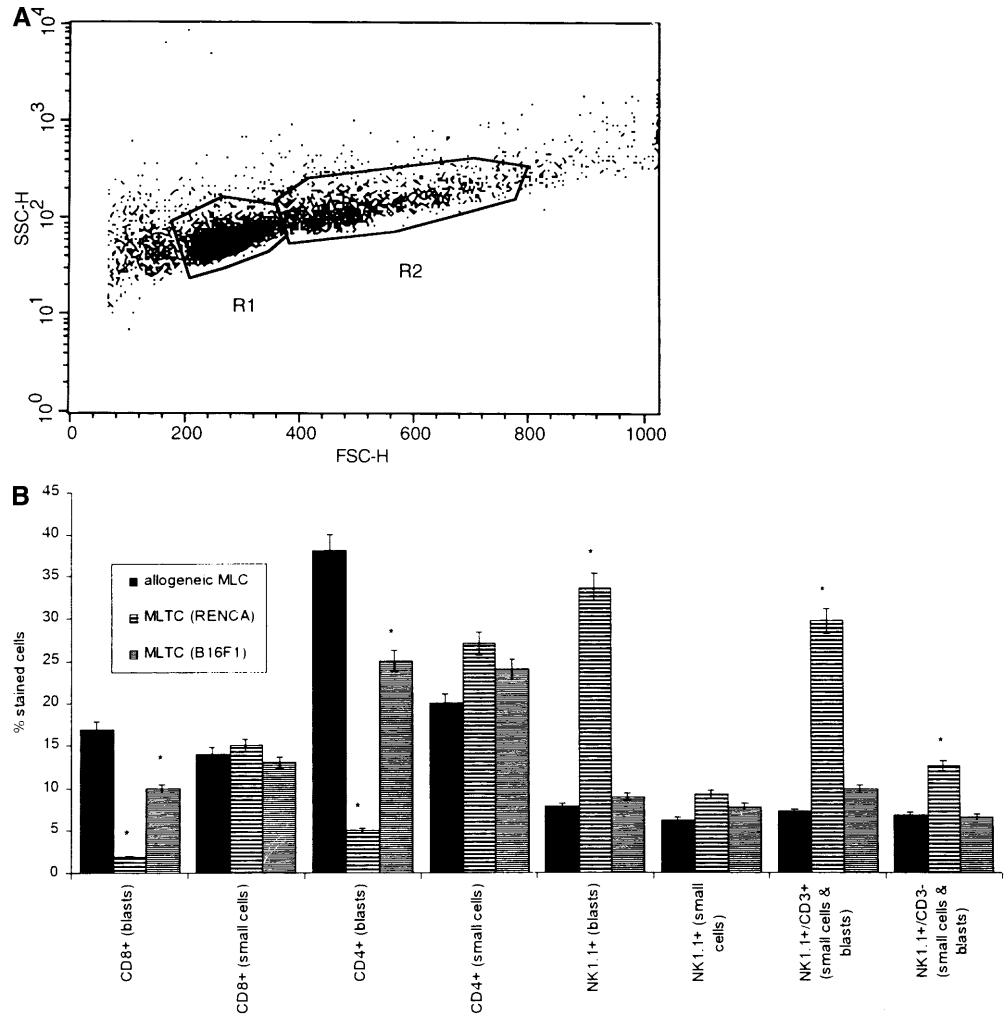 A
10^4
10^3
10^2
10^1
10^0
SSC-H
R1
R2
0 200 400 600 800 1000
FSC-H
B
45
40
35
30
25
20
15
10
5
0
% stained cells
allogeneic MLC
MLTC (RENCA)
MLTC (B16F1)
*
*
*
*
*
*
*
CD8+ (blasts)
CD8+ (small cells)
CD4+ (blasts)
CD4+ (small cells)
NK1.1+ (blasts)
NK1.1+ (small
cells)
NK1.1+/CD3+
(small cells &
blasts)
NK1.1+/CD3-
(small cells &
blasts)